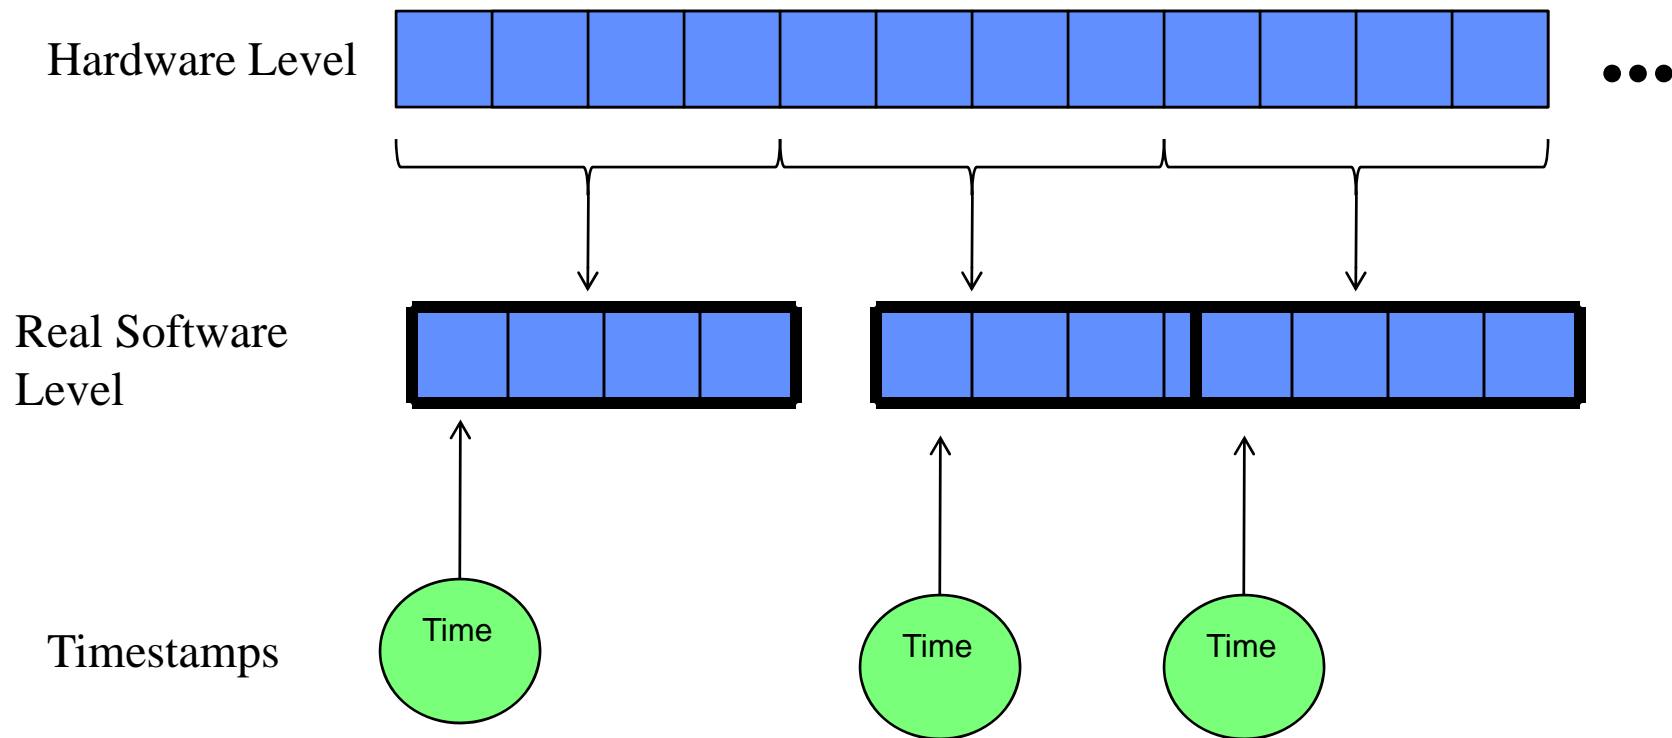 Hardware Level
Real Software
Level
Timestamps
Time
Time
Time